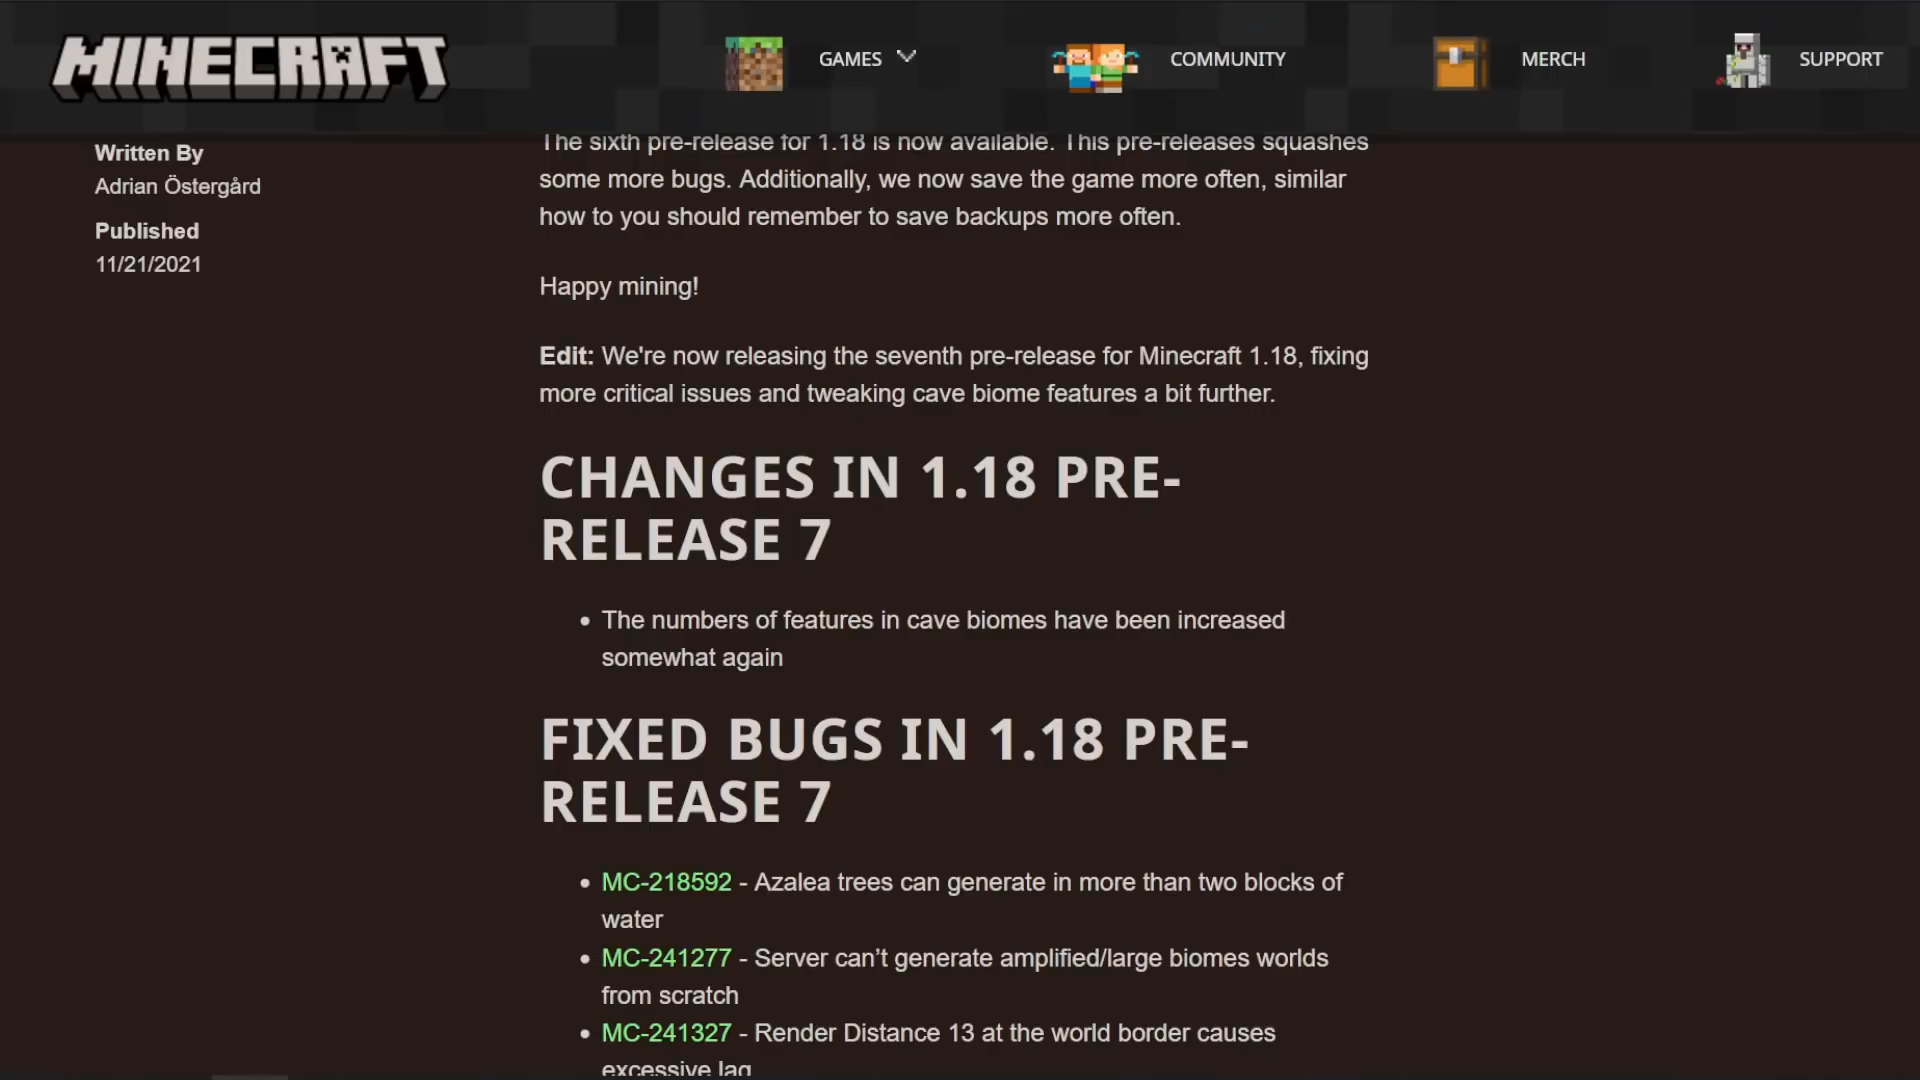 MINECRAFT
GAMES
COMMUNITY
MERCH
SUPPORT
Written By
Adrian Östergård
Published
11/21/2021
The sixth pre-release for 1.18 is now available. This pre-releases squashes
some more bugs. Additionally, we now save the game more often, similar
how to you should remember to save backups more often.
Happy mining!
Edit: We're now releasing the seventh pre-release for Minecraft 1.18, fixing
more critical issues and tweaking cave biome features a bit further.
CHANGES IN 1.18 PRE-
RELEASE 7
• The numbers of features in cave biomes have been increased
somewhat again
FIXED BUGS IN 1.18 PRE-
RELEASE 7
• MC-218592 - Azalea trees can generate in more than two blocks of
water
• MC-241277 - Server can’t generate amplified/large biomes worlds
from scratch
• MC-241327 - Render Distance 13 at the world border causes
excessive lag